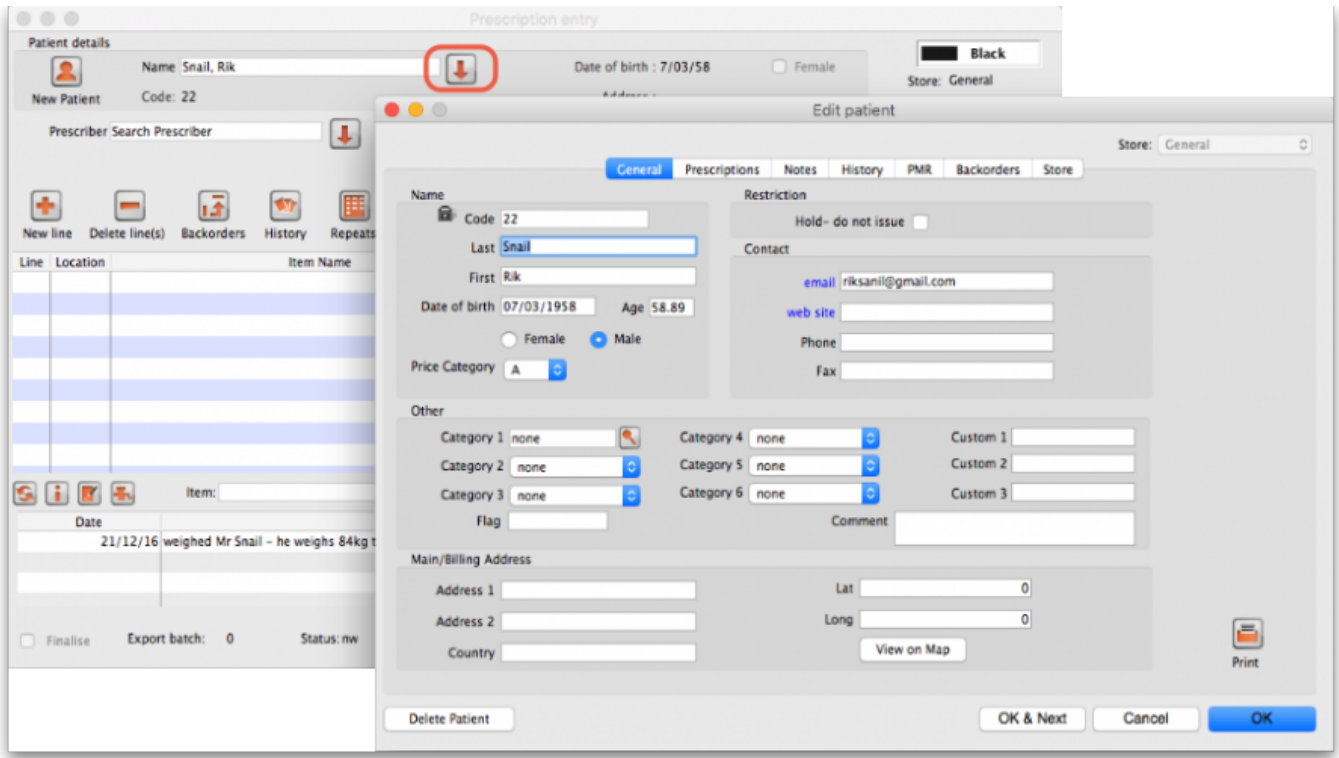 Prescription entry
Patient details
Name Snail, Rik
Date of birth : 7/03/58
Female
Black
Store: General
New Patient
Code: 22
Address :
Prescriber Search Prescriber
New line Delete line(s) Backorders History Repeats
Line Location Item Name
Item:
Date
21/12/16 weighed Mr Snail - he weighs 84kg
Finalise Export batch: 0 Status: nw
Edit patient
Store: General
General Prescriptions Notes History PMR Backorders Store
Name
Code 22
Last Snail
First Rik
Date of birth 07/03/1958 Age 58.89
Female Male
Price Category A
Restriction
Hold- do not issue
Contact
email riksanil@gmail.com
web site
Phone
Fax
Other
Category 1 none Category 4 none Custom 1
Category 2 none Category 5 none Custom 2
Category 3 none Category 6 none Custom 3
Flag Comment
Main/Billing Address
Address 1 Lat 0
Address 2 Long 0
Country View on Map
Print
Delete Patient OK & Next Cancel OK